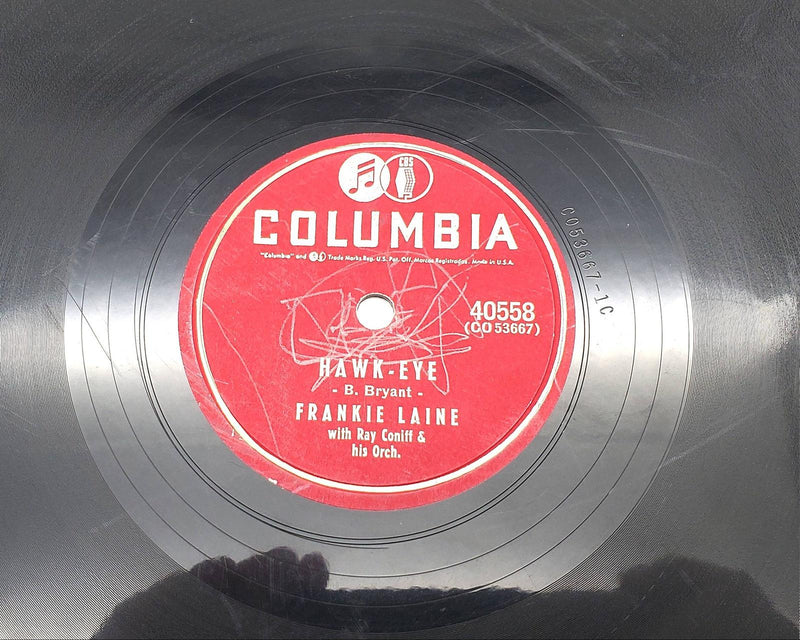 CBS
COLUMBIA
"Columbia" and Trade Marks Reg. U.S. Pat. Off. Marcas Registradas. Made in U.S.A.
40558
(CO 53667)
HAWK-EYE
- B. Bryant -
FRANKIE LAINE
with Ray Coniff &
his Orch.
CO53667-1C